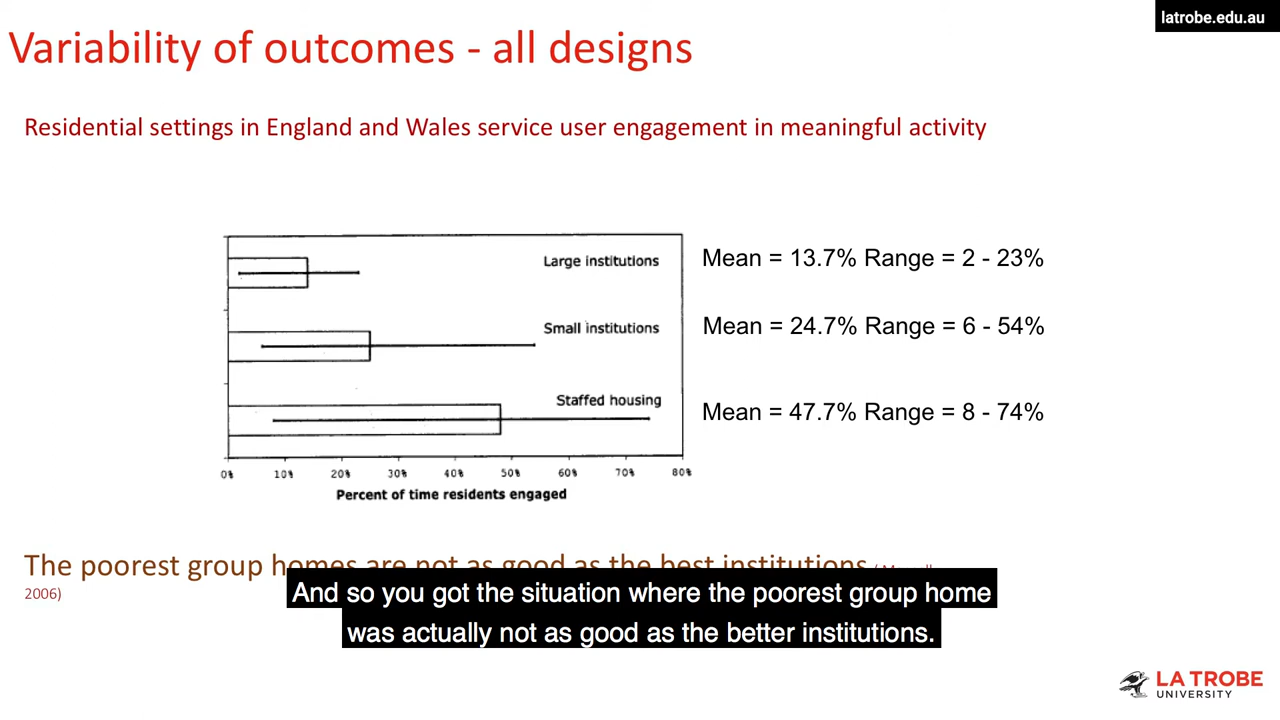 latrobe.edu.au
Variability of outcomes - all designs
Residential settings in England and Wales service user engagement in meaningful activity
Large institutions
Mean = 13.7% Range = 2 - 23%
Small institutions
Mean = 24.7% Range = 6 - 54%
Staffed housing
Mean = 47.7% Range = 8 - 74%
0% 10% 20% 30% 40% 50% 60% 70% 80%
Percent of time residents engaged
The poorest group homes are not as good as the best institutions
2006)
And so you got the situation where the poorest group home
was actually not as good as the better institutions.
LA TROBE
UNIVERSITY